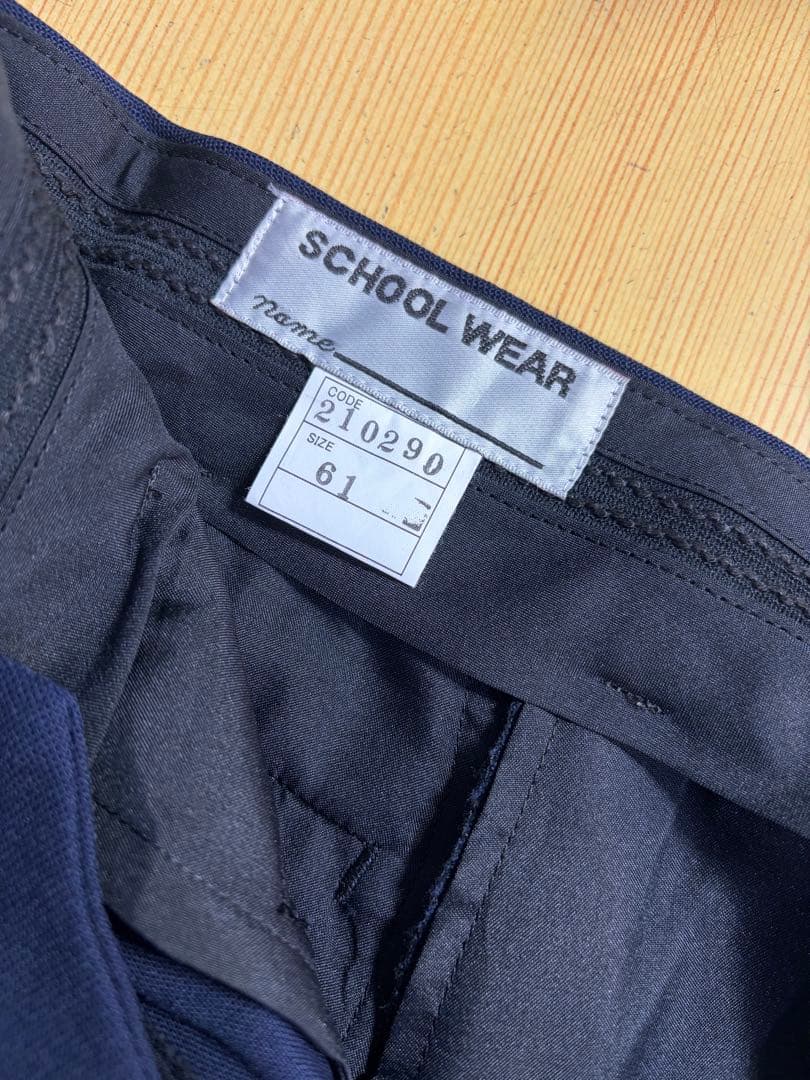 SCHOOL WEAR
name
CODE
210290
SIZE
61